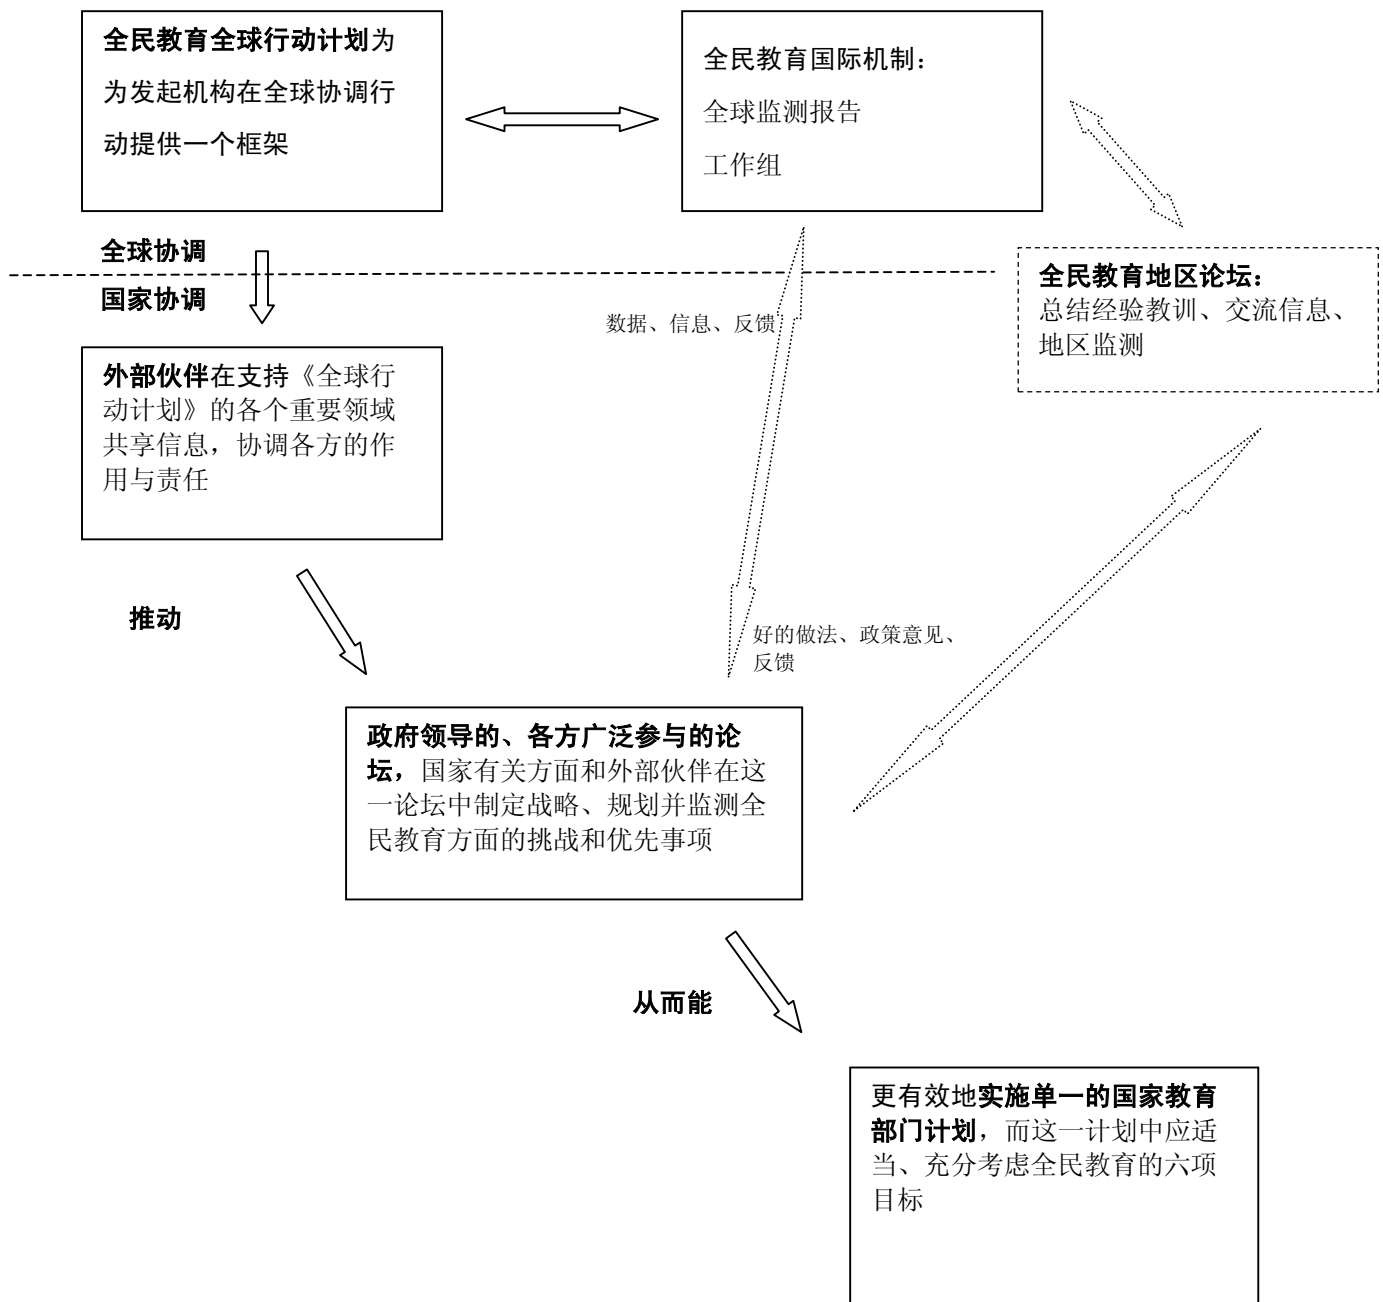 全民教育全球行动计划为
为发起机构在全球协调行
动提供一个框架
全民教育国际机制：
全球监测报告
工作组
全球协调
国家协调
全民教育地区论坛：
总结经验教训、交流信息、
地区监测
数据、信息、反馈
外部伙伴在支持《全球行
动计划》的各个重要领域
共享信息，协调各方的作
用与责任
推动
好的做法、政策意见、
反馈
政府领导的、各方广泛参与的论
坛，国家有关方面和外部伙伴在这
一论坛中制定战略、规划并监测全
民教育方面的挑战和优先事项
从而能
更有效地实施单一的国家教育
部门计划，而这一计划中应适
当、充分考虑全民教育的六项
目标